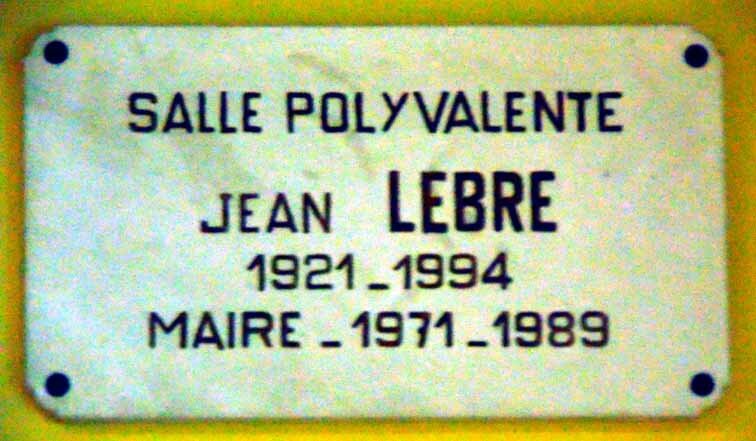 SALLE POLYVALENTE
JEAN LEBRE
1921_1994
MAIRE _ 1971_1989